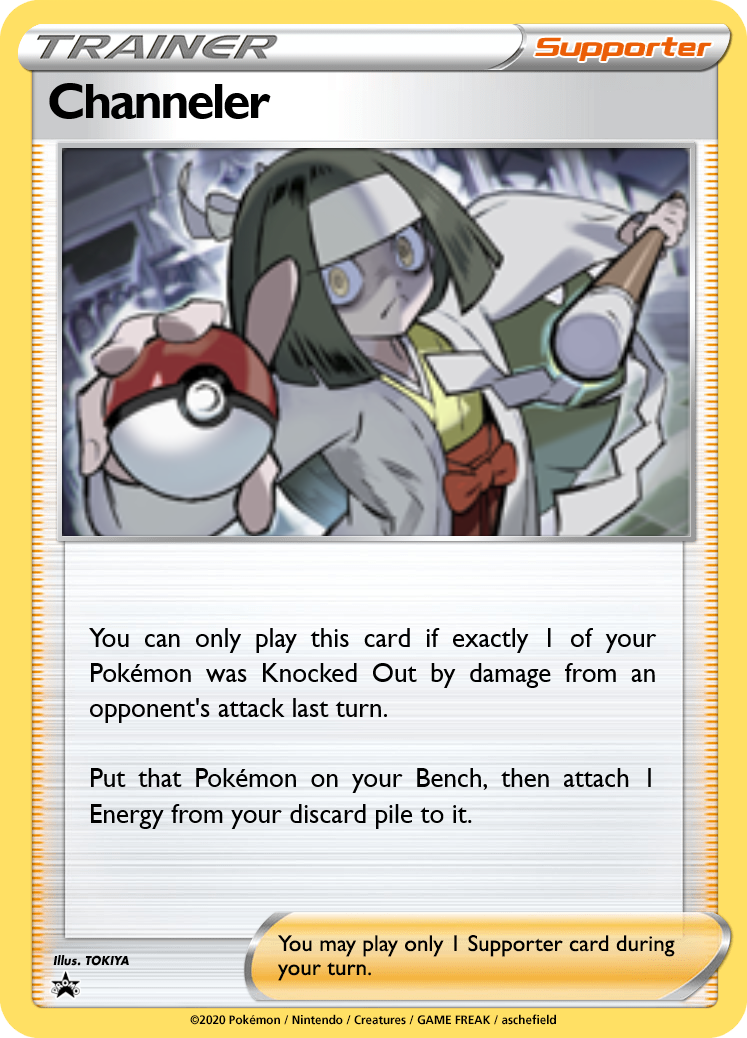 TRAINER
Supporter
Channeler
You can only play this card if exactly 1 of your
Pokémon was Knocked Out by damage from an
opponent's attack last turn.
Put that Pokémon on your Bench, then attach 1
Energy from your discard pile to it.
You may play only 1 Supporter card during
your turn.
Illus. TOKIYA
©2020 Pokémon / Nintendo / Creatures / GAME FREAK / aschefield